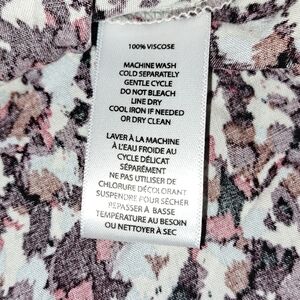 100% VISCOSE
MACHINE WASH
COLD SEPARATELY
GENTLE CYCLE
DO NOT BLEACH
LINE DRY
COOL IRON IF NEEDED
OR DRY CLEAN
LAVER À LA MACHINE
À L'EAU FROIDE AU
CYCLE DÉLICAT
SÉPARÉMENT
NE PAS UTILISER DE
CHLORURE DÉCOLORANT
SUSPENDRE POUR SÉCHER
REPASSER À BASSE
TEMPÉRATURE AU BESOIN
OU NETTOYER À SEC